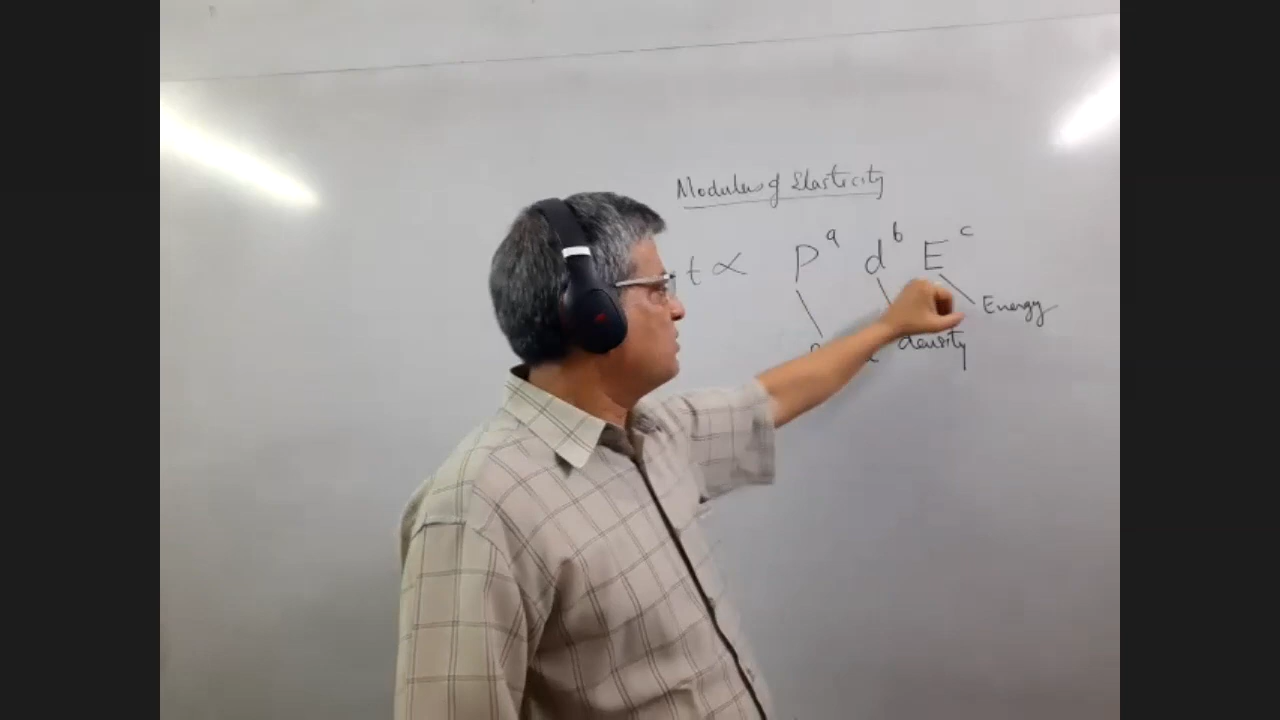 Modulus of Elasticity
t ∝ P^a d^b E^c
Energy
density